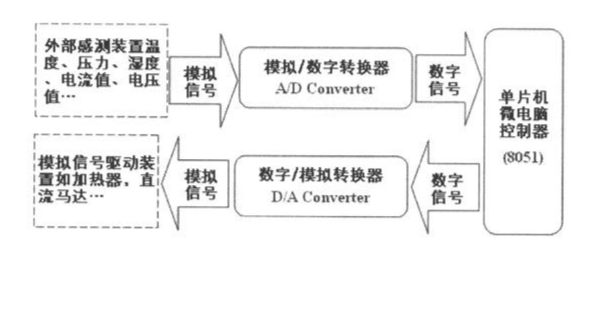 外部感测装置温
度、压力、湿度
、电流值、电压
值…
模拟
信号
模拟/数字转换器
A/D Converter
数字
信号
单片机
微电脑
控制器
(8051)
模拟信号驱动装
置如加热器，直
流马达…
模拟
信号
数字/模拟转换器
D/A Converter
数字
信号